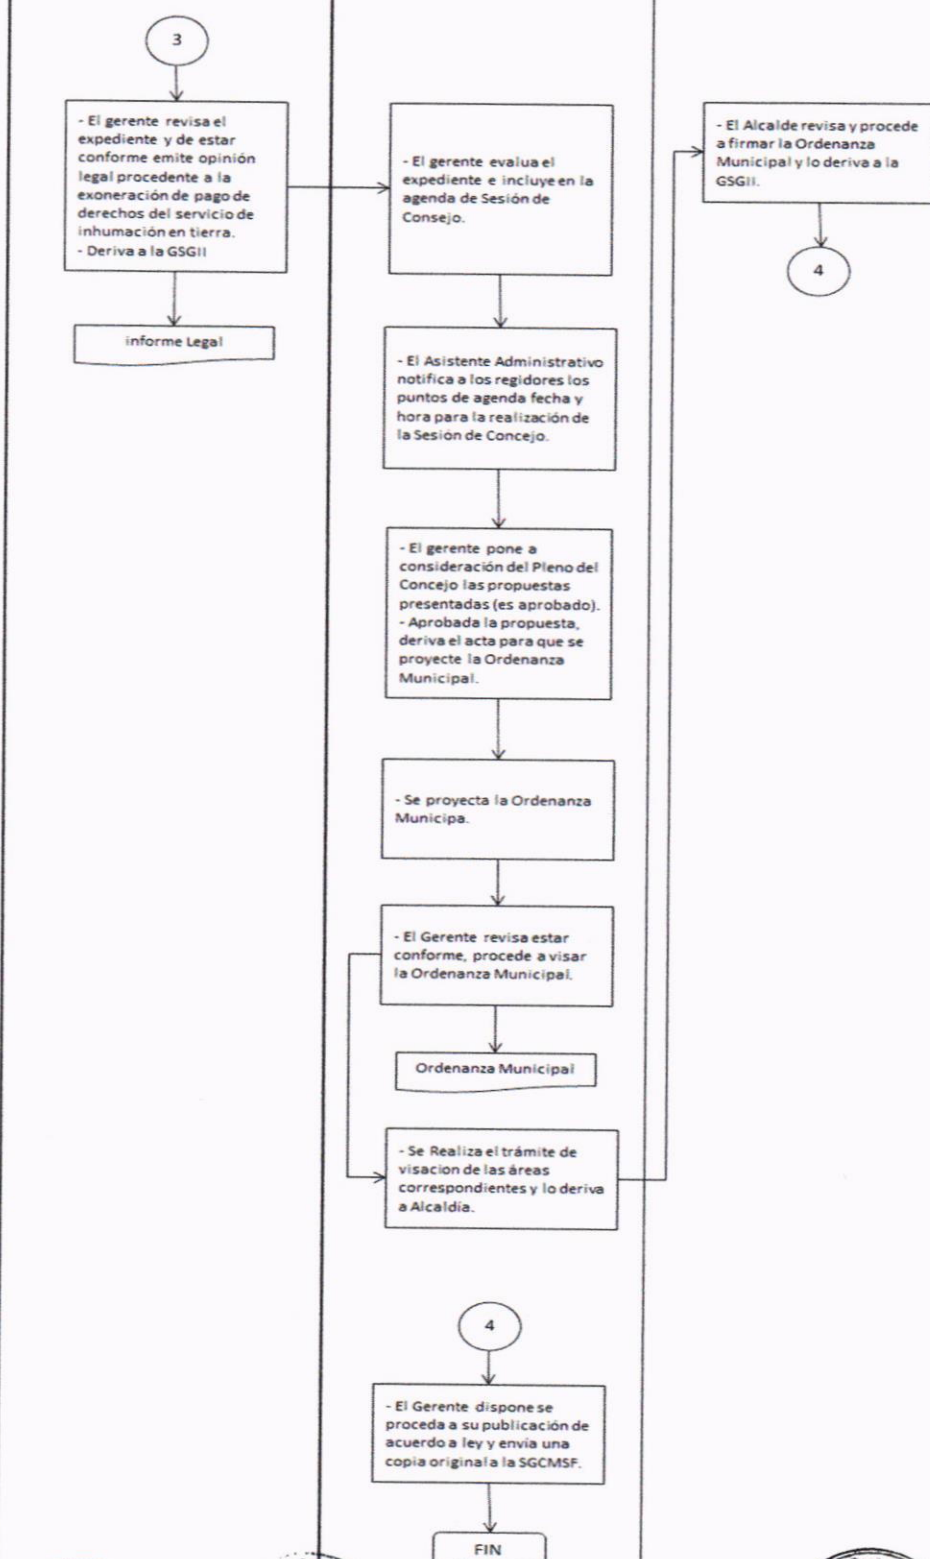 3
- El gerente revisa el
expediente y de estar
conforme emite opinión
legal procedente a la
exoneración de pago de
derechos del servicio de
inhumación en tierra.
- Deriva a la GSGII
informe Legal
- El gerente evalua el
expediente e incluye en la
agenda de Sesión de
Consejo.
- El Asistente Administrativo
notifica a los regidores los
puntos de agenda fecha y
hora para la realización de
la Sesión de Concejo.
- El gerente pone a
consideración del Pleno del
Concejo las propuestas
presentadas (es aprobado).
- Aprobada la propuesta,
deriva el acta para que se
proyecte la Ordenanza
Municipal.
- Se proyecta la Ordenanza
Municipa.
- El Gerente revisa estar
conforme, procede a visar
la Ordenanza Municipal.
Ordenanza Municipal
- Se Realiza el trámite de
visacion de las áreas
correspondientes y lo deriva
a Alcaldía.
- El Alcalde revisa y procede
a firmar la Ordenanza
Municipal y lo deriva a la
GSGII.
4
4
- El Gerente dispone se
proceda a su publicación de
acuerdo a ley y envía una
copia original a la SGCMSF.
FIN